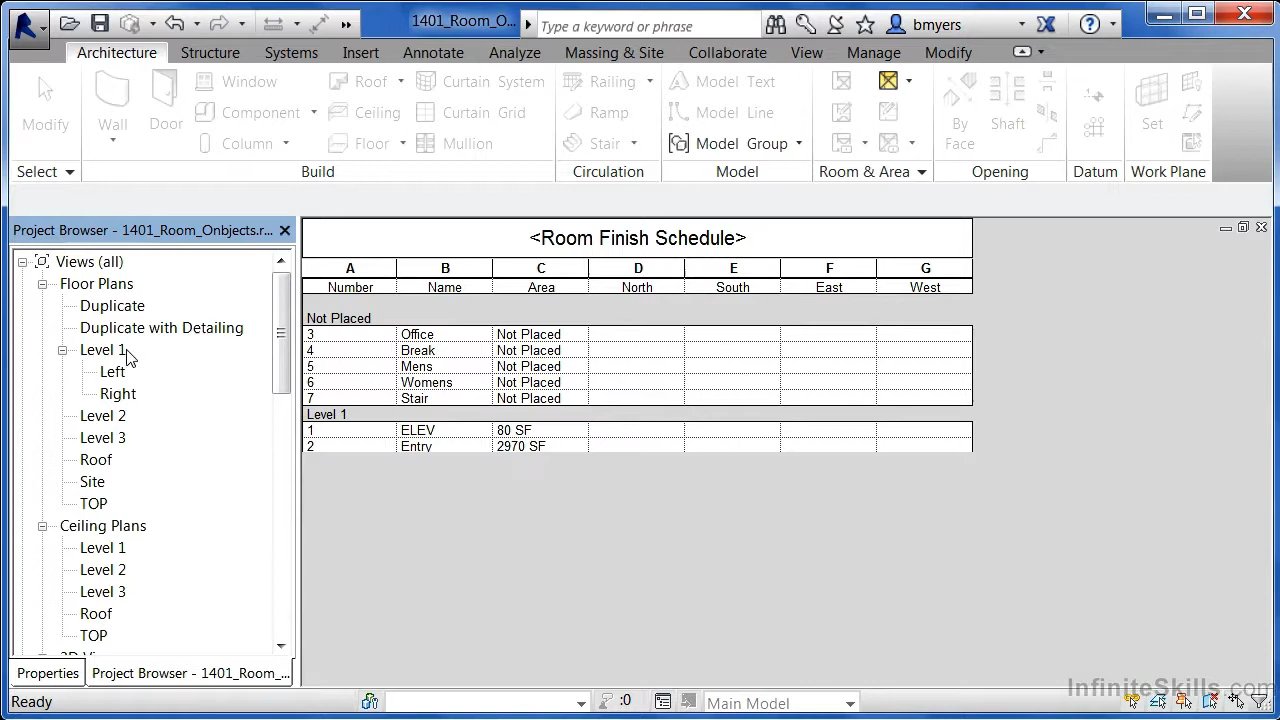 1401_Room_O...
Type a keyword or phrase
bmyers
Architecture Structure Systems Insert Annotate Analyze Massing & Site Collaborate View Manage Modify
Modify
Wall
Door
Window
Component
Column
Roof
Ceiling
Floor
Curtain System
Curtain Grid
Mullion
Railing
Ramp
Stair
Model Text
Model Line
Model Group
By Face
Shaft
Set
Select Build Circulation Model Room & Area Opening Datum Work Plane
Project Browser - 1401_Room_Onbjects.r...
Views (all)
Floor Plans
Duplicate
Duplicate with Detailing
Level 1
Left
Right
Level 2
Level 3
Roof
Site
TOP
Ceiling Plans
Level 1
Level 2
Level 3
Roof
TOP
Properties
Project Browser - 1401_Room_...
<Room Finish Schedule>
A B C D E F G
Number Name Area North South East West
Not Placed
3 Office Not Placed
4 Break Not Placed
5 Mens Not Placed
6 Womens Not Placed
7 Stair Not Placed
Level 1
1 ELEV 80 SF
2 Entry 2970 SF
Ready
:0
Main Model
InfiniteSkills.com